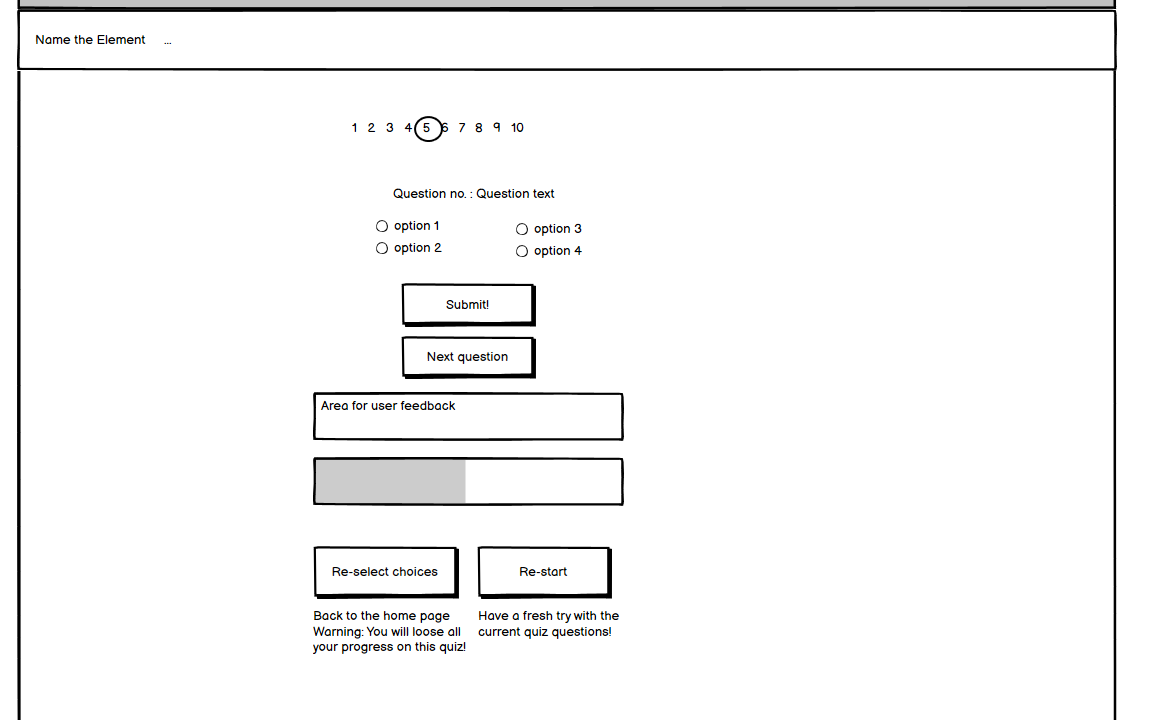 Name the Element ...
1 2 3 4 5 6 7 8 9 10
Question no. : Question text
option 1
option 2
option 3
option 4
Submit!
Next question
Area for user feedback
Re-select choices
Re-start
Back to the home page
Warning: You will loose all
your progress on this quiz!
Have a fresh try with the
current quiz questions!